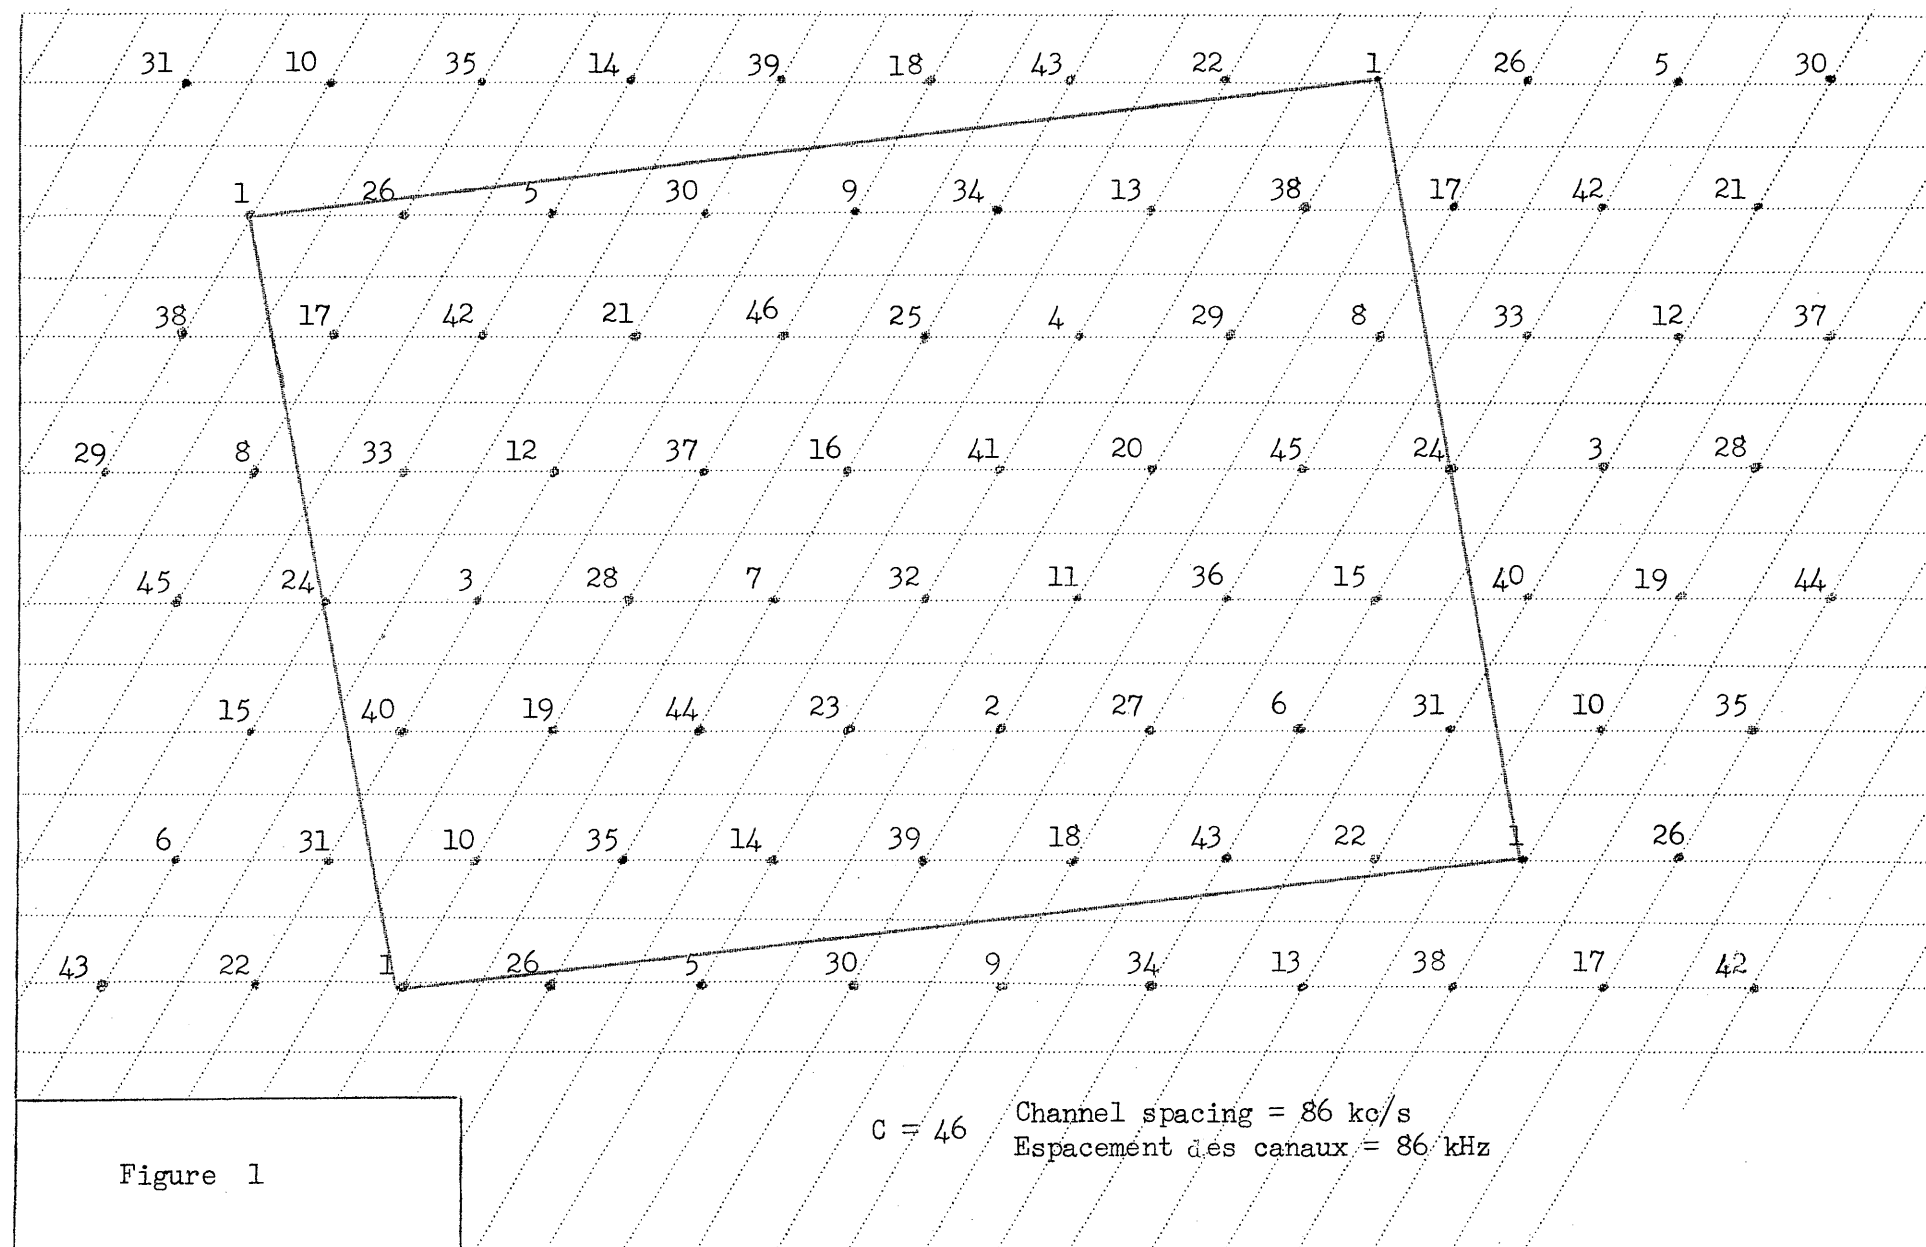 31 10 35 14 39 18 43 22 1 26 5 30
1 26 5 30 9 34 13 38 17 42 21
38 17 42 21 46 25 4 29 8 33 12 37
29 8 33 12 37 16 41 20 45 24 3 28
45 24 3 28 7 32 11 36 15 40 19 44
15 40 19 44 23 2 27 6 31 10 35
6 31 10 35 14 39 18 43 22 1 26
43 22 1 26 5 30 9 34 13 38 17 42
C = 46
Channel spacing = 86 kc/s
Espacement des canaux = 86 kHz
Figure 1